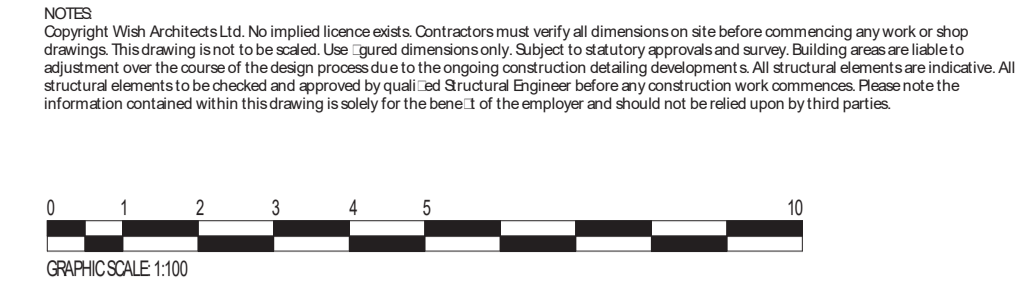 NOTES:
Copyright Wish Architects Ltd. No implied licence exists. Contractors must verify all dimensions on site before commencing any work or shop
drawings. This drawing is not to be scaled. Use □gured dimensions only. Subject to statutory approvals and survey. Building areas are liable to
adjustment over the course of the design process due to the ongoing construction detailing developments. All structural elements are indicative. All
structural elements to be checked and approved by quali□ed Structural Engineer before any construction work commences. Please note the
information contained within this drawing is solely for the bene□t of the employer and should not be relied upon by third parties.
0 1 2 3 4 5 10
GRAPHIC SCALE: 1:100